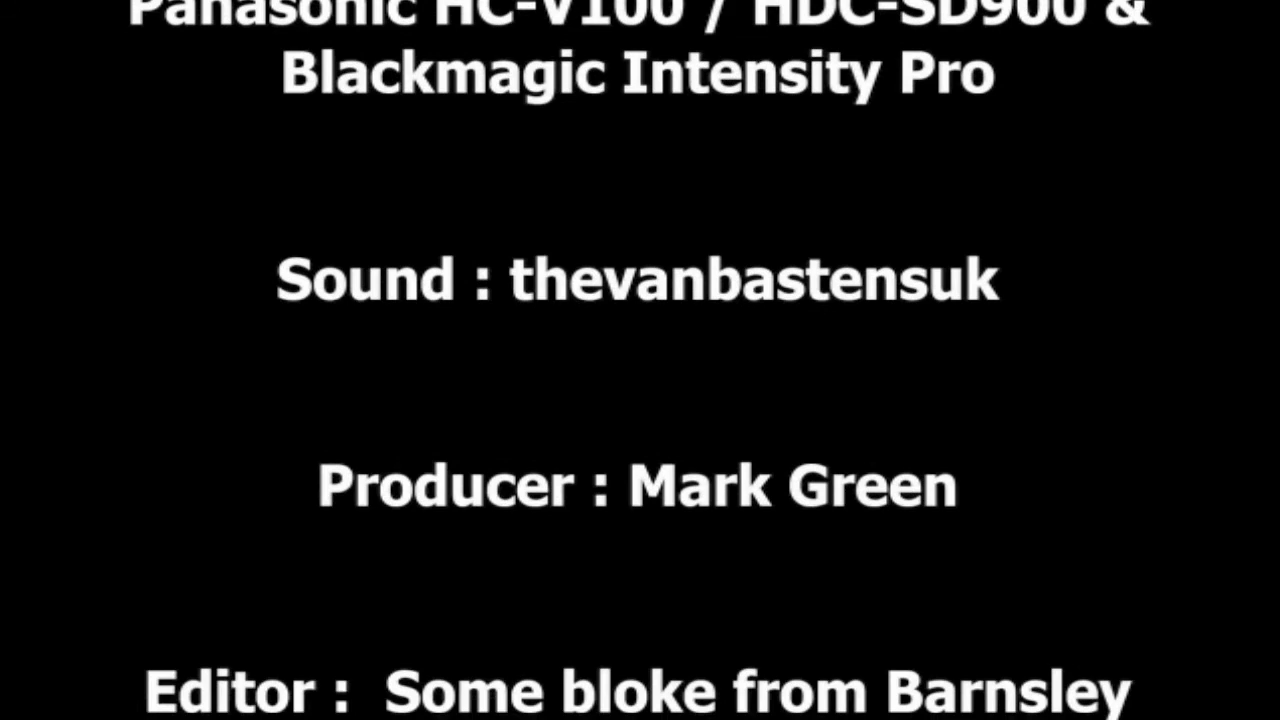 Panasonic HC-V100 / HDC-SD900 &
Blackmagic Intensity Pro
Sound : thevanbastensuk
Producer : Mark Green
Editor :  Some bloke from Barnsley